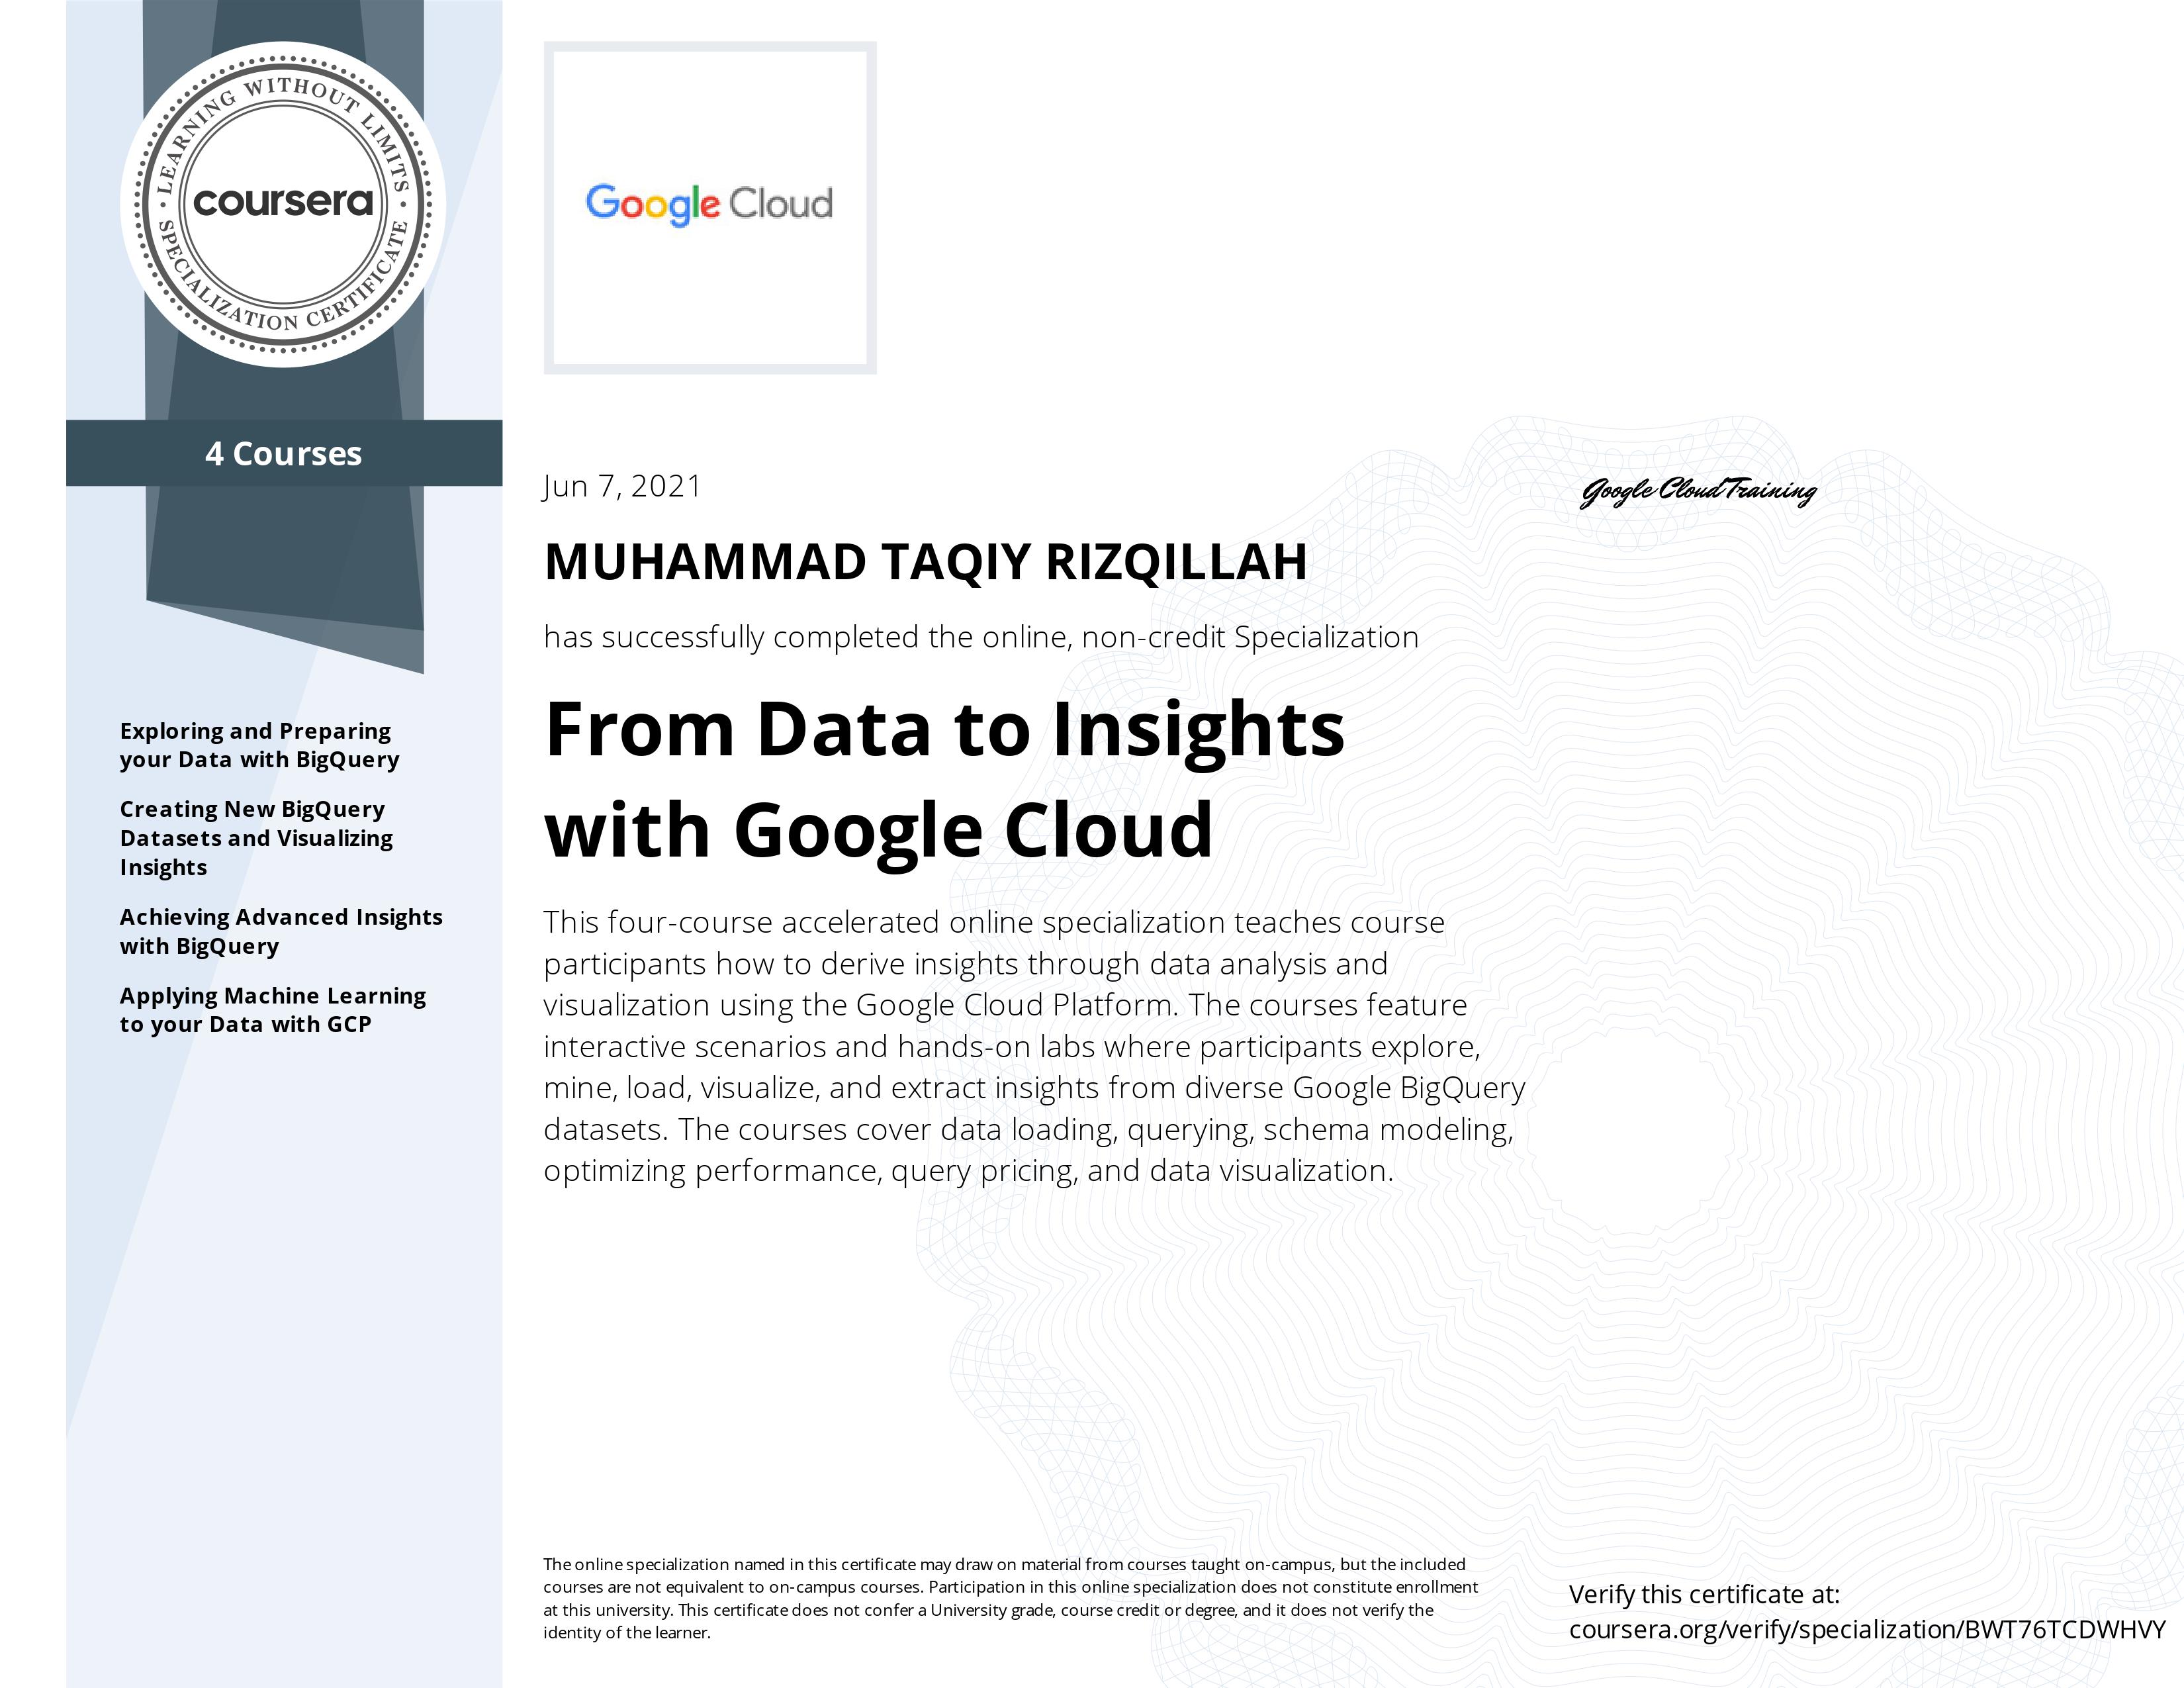 LEARNING WITHOUT LIMITS
coursera
SPECIALIZATION CERTIFICATE
4 Courses
Exploring and Preparing
your Data with BigQuery
Creating New BigQuery
Datasets and Visualizing
Insights
Achieving Advanced Insights
with BigQuery
Applying Machine Learning
to your Data with GCP
Google Cloud
Jun 7, 2021
Google Cloud Training
MUHAMMAD TAQIY RIZQILLAH
has successfully completed the online, non-credit Specialization
From Data to Insights
with Google Cloud
This four-course accelerated online specialization teaches course
participants how to derive insights through data analysis and
visualization using the Google Cloud Platform. The courses feature
interactive scenarios and hands-on labs where participants explore,
mine, load, visualize, and extract insights from diverse Google BigQuery
datasets. The courses cover data loading, querying, schema modeling,
optimizing performance, query pricing, and data visualization.
The online specialization named in this certificate may draw on material from courses taught on-campus, but the included
courses are not equivalent to on-campus courses. Participation in this online specialization does not constitute enrollment
at this university. This certificate does not confer a University grade, course credit or degree, and it does not verify the
identity of the learner.
Verify this certificate at:
coursera.org/verify/specialization/BWT76TCDWHVY